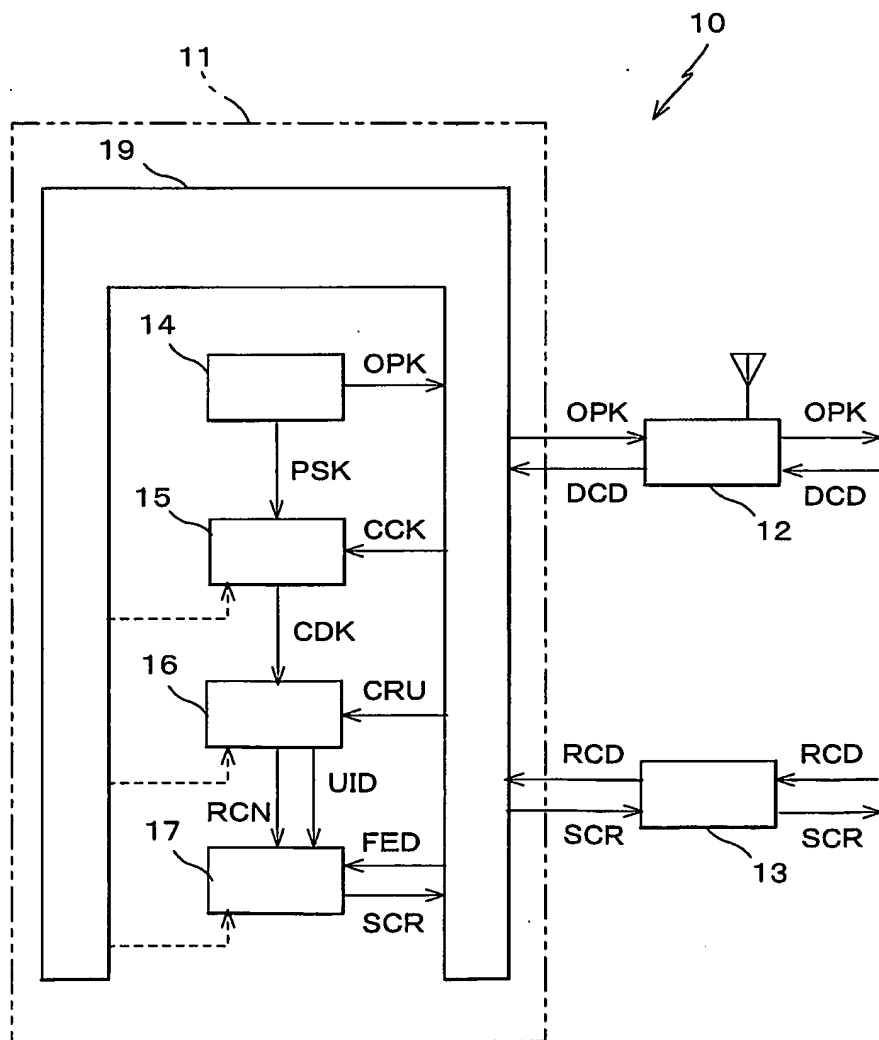 10
11
19
14
OPK
OPK
OPK
PSK
DCD
DCD
15
CCK
12
CDK
16
CRU
RCD
RCD
RCN
UID
17
FED
SCR
SCR
SCR
13